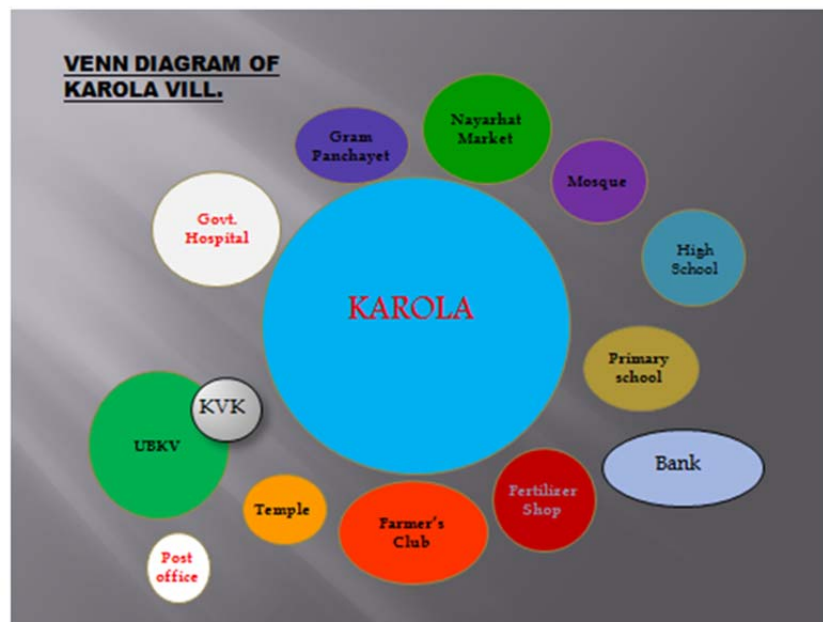 VENN DIAGRAM OF
KAROLA VILL.
Nayarhat
Market
Gram
Panchayet
Mosque
Govt.
Hospital
High
School
KAROLA
Primary
school
KVK
UBKV
Bank
Fertilizer
Shop
Temple
Farmer's
Club
Post
office